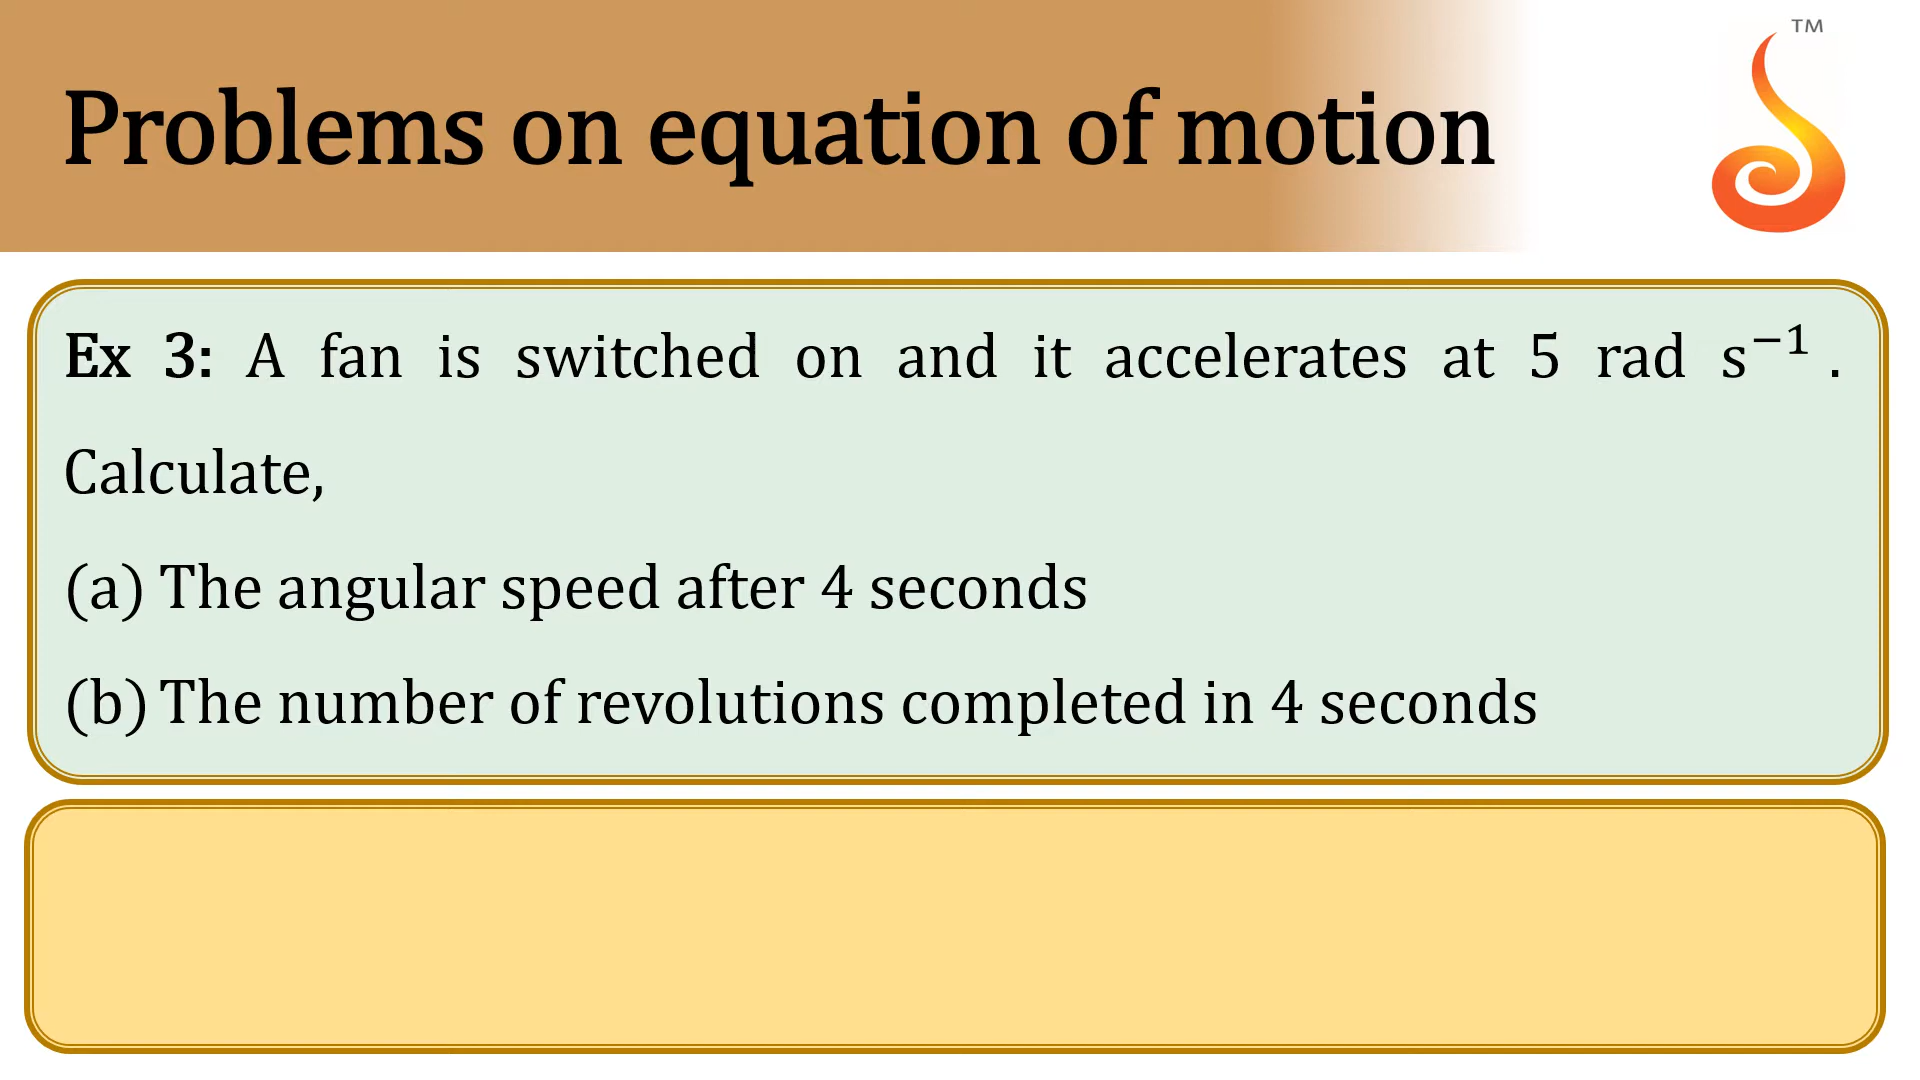 TM
Problems on equation of motion
Ex 3: A fan is switched on and it accelerates at 5 rad s⁻¹ .
Calculate,
(a) The angular speed after 4 seconds
(b) The number of revolutions completed in 4 seconds